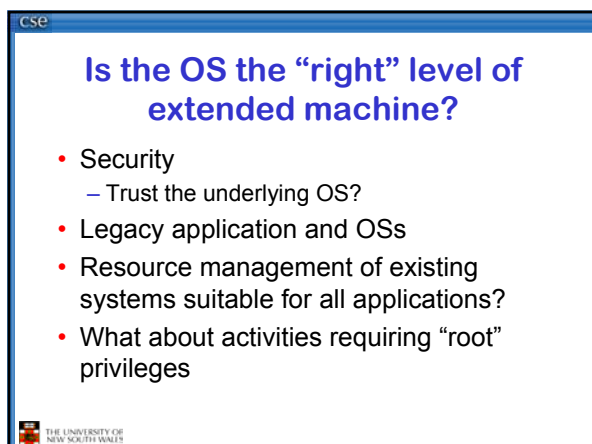 cse
Is the OS the “right” level of
extended machine?
• Security
– Trust the underlying OS?
• Legacy application and OSs
• Resource management of existing
systems suitable for all applications?
• What about activities requiring “root”
privileges
THE UNIVERSITY OF
NEW SOUTH WALES